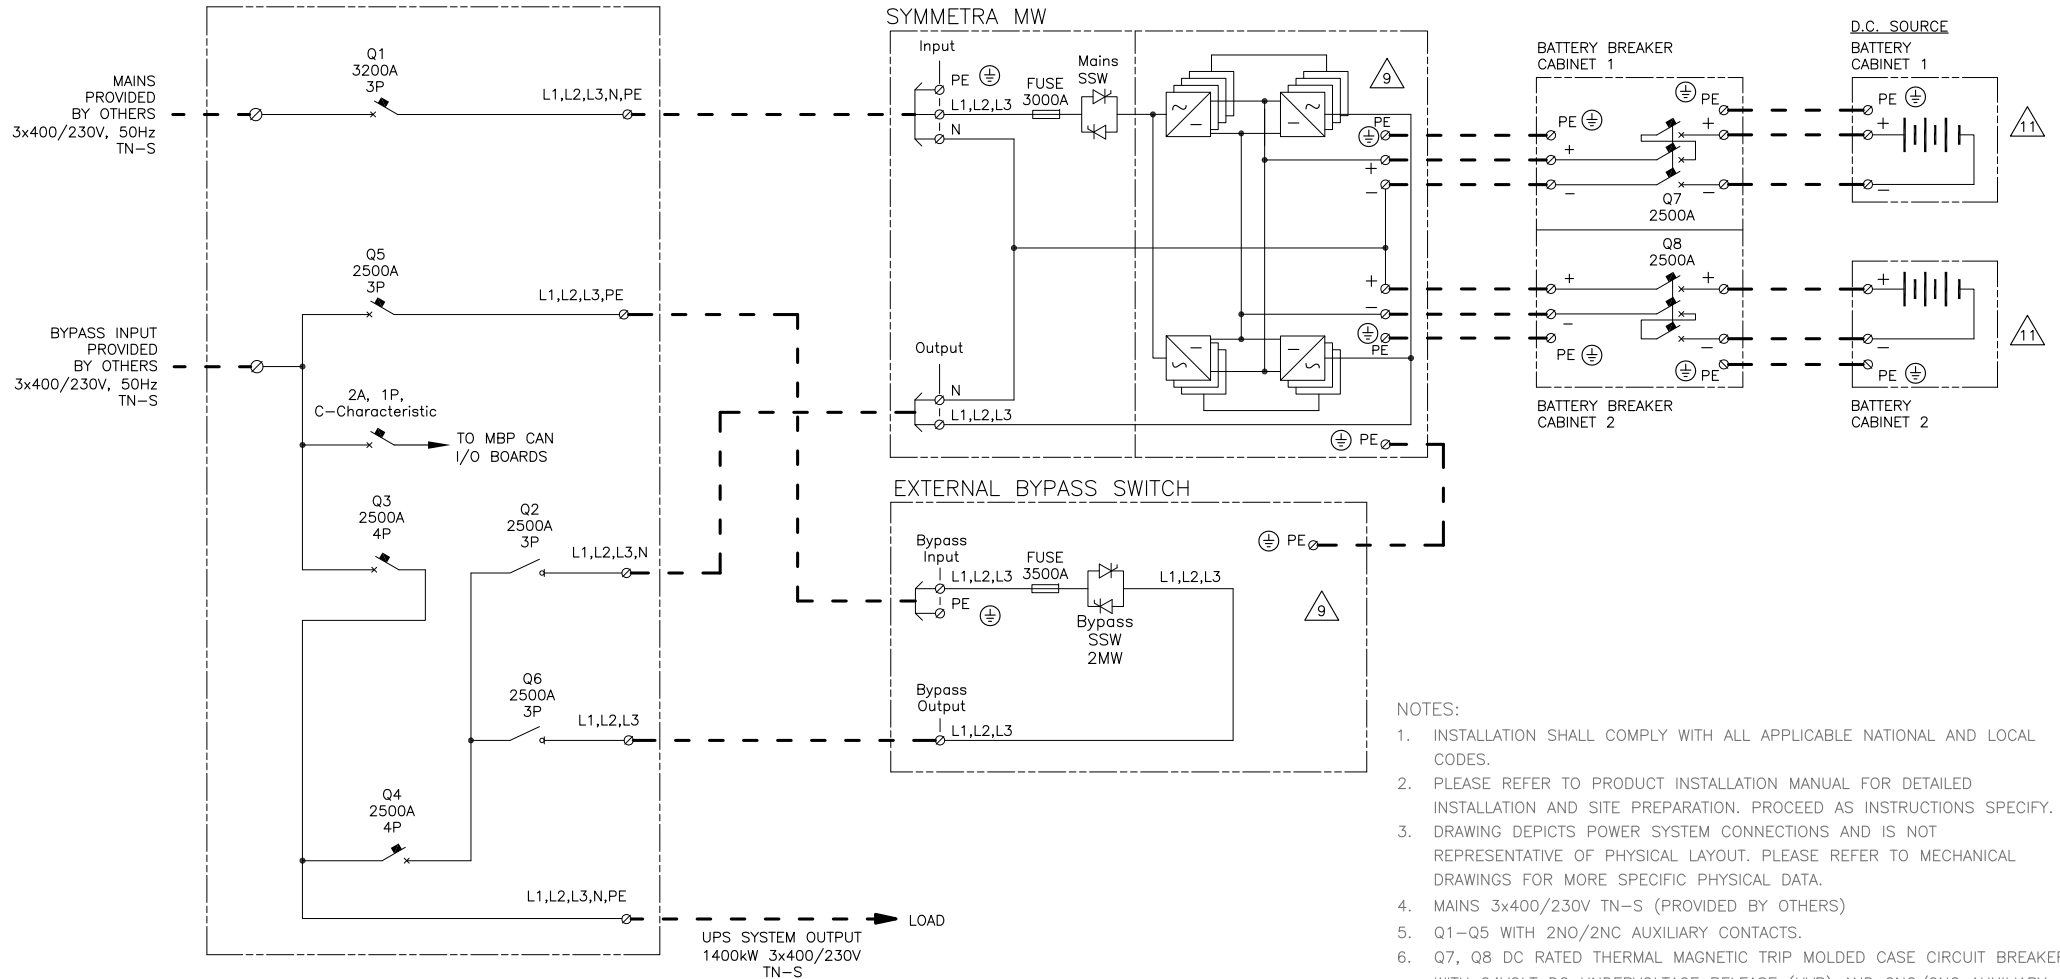 MAINS
PROVIDED
BY OTHERS
3x400/230V, 50Hz
TN-S
Q1
3200A
3P
L1,L2,L3,N,PE
Q5
2500A
3P
L1,L2,L3,PE
BYPASS INPUT
PROVIDED
BY OTHERS
3x400/230V, 50Hz
TN-S
2A, 1P,
C-Characteristic
TO MBP CAN
I/O BOARDS
Q3
2500A
4P
Q2
2500A
3P
L1,L2,L3,N
Q6
2500A
3P
L1,L2,L3
Q4
2500A
4P
L1,L2,L3,N,PE
LOAD
UPS SYSTEM OUTPUT
1400kW 3x400/230V
TN-S
SYMMETRA MW
Input
PE
L1,L2,L3
N
FUSE
3000A
Mains
SSW
9
PE
+
−
+
−
PE
Output
N
L1,L2,L3
PE
EXTERNAL BYPASS SWITCH
Bypass
Input
L1,L2,L3
PE
FUSE
3500A
L1,L2,L3
Bypass
SSW
2MW
PE
9
Bypass
Output
L1,L2,L3
BATTERY BREAKER
CABINET 1
PE
+
−
PE
+
−
Q7
2500A
Q8
2500A
+
−
PE
+
−
PE
BATTERY BREAKER
CABINET 2
D.C. SOURCE
BATTERY
CABINET 1
PE
+
−
11
+
−
PE
11
BATTERY
CABINET 2
NOTES:
1. INSTALLATION SHALL COMPLY WITH ALL APPLICABLE NATIONAL AND LOCAL
CODES.
2. PLEASE REFER TO PRODUCT INSTALLATION MANUAL FOR DETAILED
INSTALLATION AND SITE PREPARATION. PROCEED AS INSTRUCTIONS SPECIFY.
3. DRAWING DEPICTS POWER SYSTEM CONNECTIONS AND IS NOT
REPRESENTATIVE OF PHYSICAL LAYOUT. PLEASE REFER TO MECHANICAL
DRAWINGS FOR MORE SPECIFIC PHYSICAL DATA.
4. MAINS 3x400/230V TN-S (PROVIDED BY OTHERS)
5. Q1-Q5 WITH 2NO/2NC AUXILIARY CONTACTS.
6. Q7, Q8 DC RATED THERMAL MAGNETIC TRIP MOLDED CASE CIRCUIT BREAKER